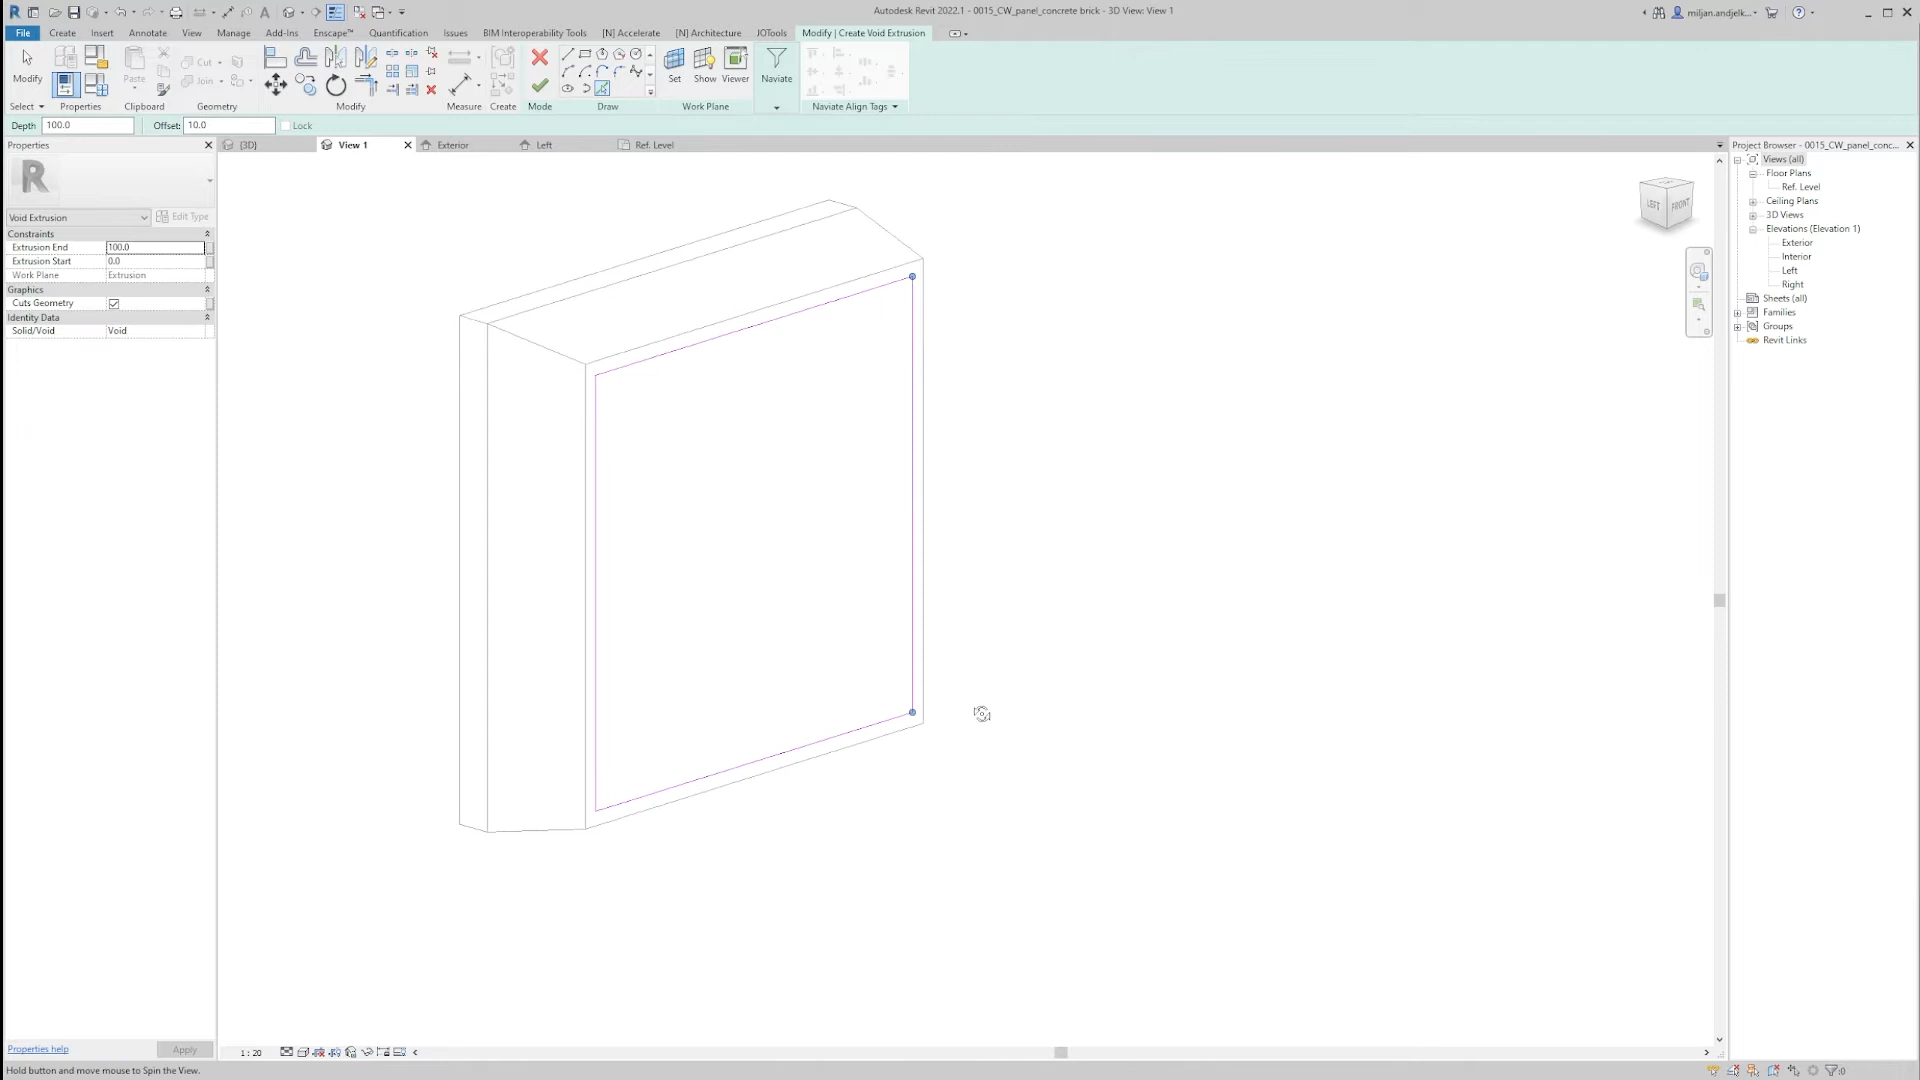 Autodesk Revit 2022.1 - 0015_CW_panel_concrete brick - 3D View: View 1
miljan.andjelk...
File Create Insert Annotate View Manage Add-Ins Enscape™ Quantification Issues BIM Interoperability Tools [N] Accelerate [N] Architecture JOTools Modify | Create Void Extrusion
Cut
Join
Modify Paste Set Show Viewer Naviate
Select Properties Clipboard Geometry Modify Measure Create Mode Draw Work Plane Naviate Align Tags
Depth 100.0 Offset: 10.0 Lock
Properties
{3D} View 1 Exterior Left Ref. Level
Project Browser - 0015_CW_panel_conc...
R
Void Extrusion Edit Type
Constraints
Extrusion End 100.0
Extrusion Start 0.0
Work Plane Extrusion
Graphics
Cuts Geometry
Identity Data
Solid/Void Void
LEFT FRONT
Views (all)
Floor Plans
Ref. Level
Ceiling Plans
3D Views
Elevations (Elevation 1)
Exterior
Interior
Left
Right
Sheets (all)
Families
Groups
Revit Links
Properties help Apply
1 : 20
Hold button and move mouse to Spin the View.
:0